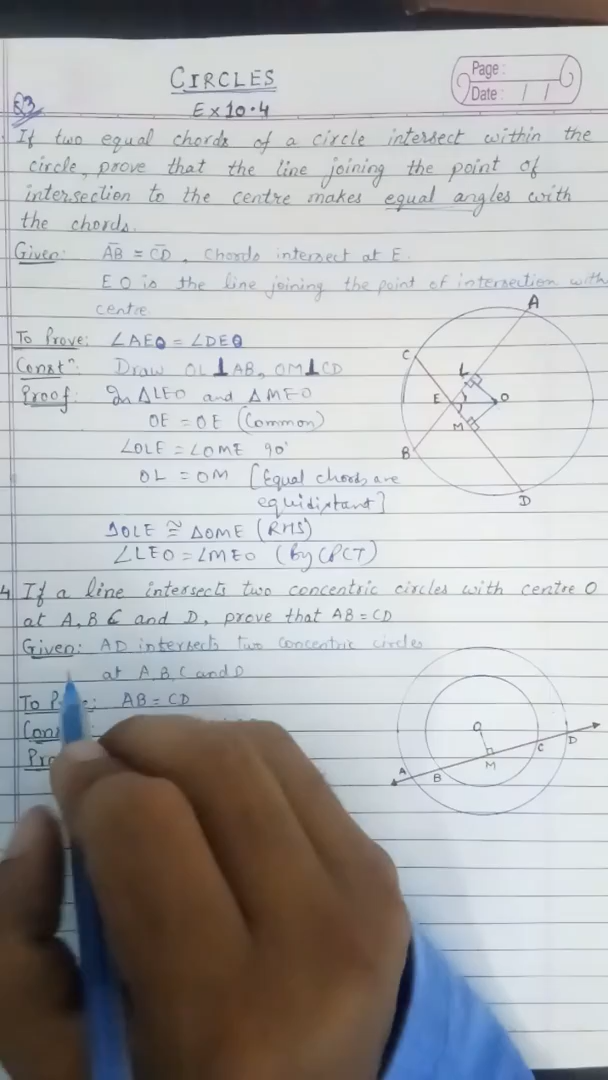 CIRCLES
Page :
Date : / /
Q3
Ex 10.4
If two equal chords of a circle intersect within the
circle, prove that the line joining the point of
intersection to the centre makes equal angles with
the chords.
Given: AB = CD, Chords intersect at E.
EO is the line joining the point of intersection with
centre
To Prove: ∠AEO = ∠DEO
Constⁿ: Draw OL⊥AB, OM⊥CD
Proof: In ΔLEO and ΔMEO
OE = OE (Common)
∠OLE = ∠OME 90°
OL = OM [Equal chords are
equidistant]
ΔOLE ≅ ΔOME (RHS)
∠LEO = ∠MEO (By CPCT)
A
C
L
E
O
M
B
D
4 If a line intersects two concentric circles with centre O
at A, B C and D, prove that AB = CD
Given: AD intersects two concentric circles
at A, B, C and D
To P e: AB = CD
Con
Pro
O
A
B
M
C
D